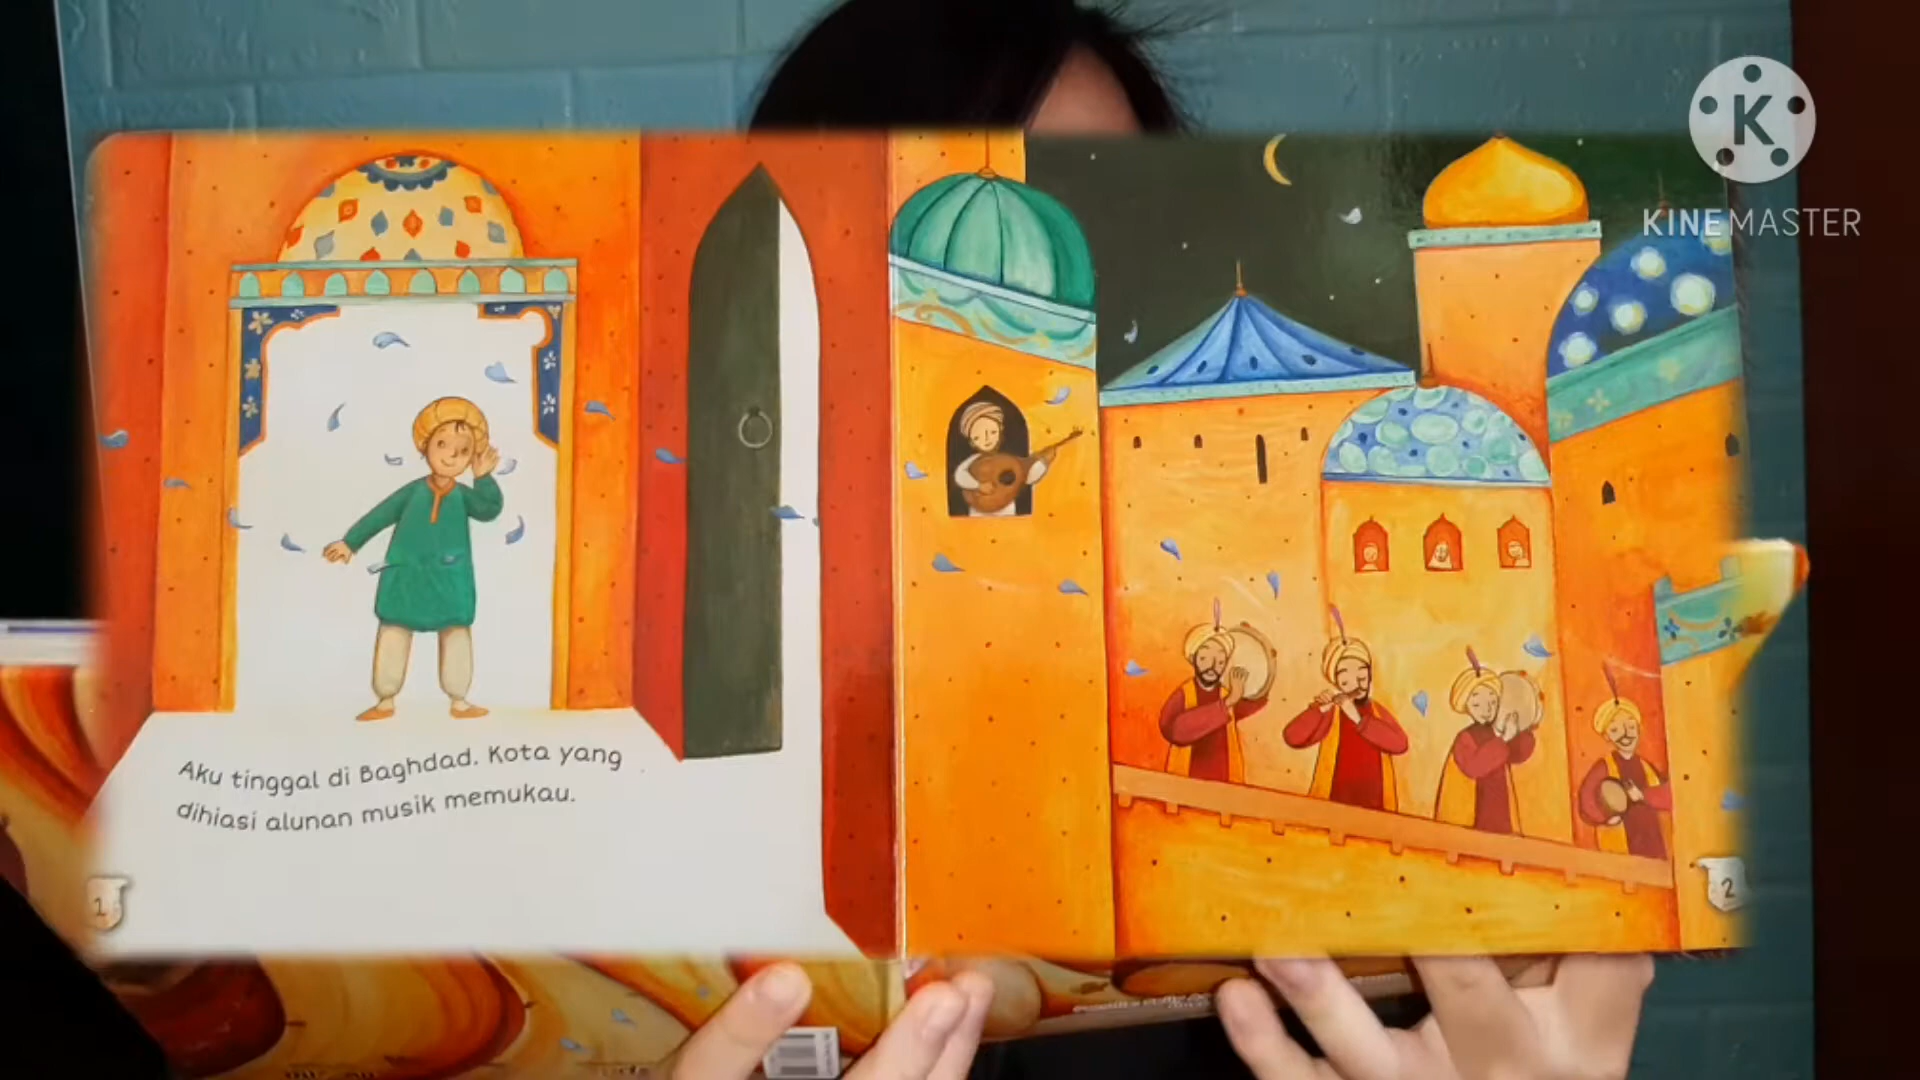 K
KINEMASTER
Aku tinggal di Baghdad. Kota yang
dihiasi alunan musik memukau.
1
2